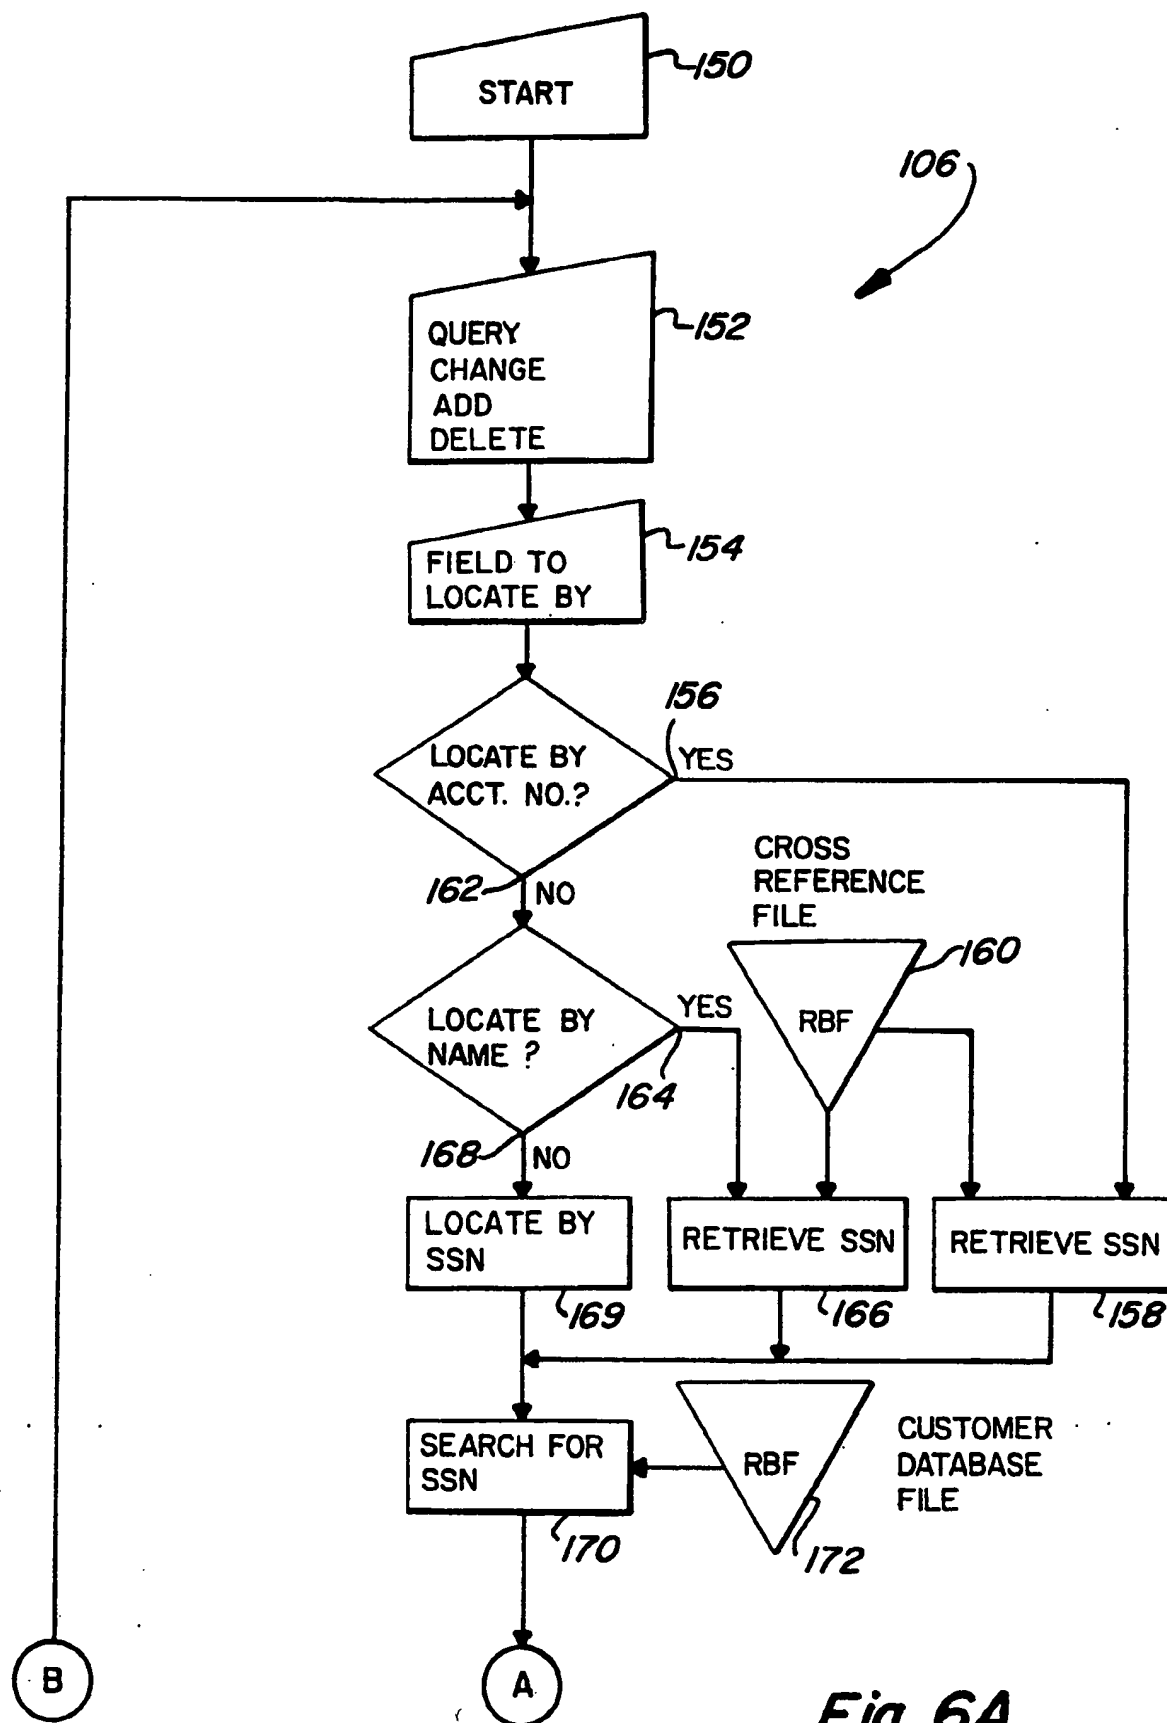 START
150
106
QUERY
CHANGE
ADD
DELETE
152
FIELD TO
LOCATE BY
154
LOCATE BY
ACCT. NO.?
156
YES
162
NO
CROSS
REFERENCE
FILE
160
RBF
LOCATE BY
NAME ?
YES
164
168
NO
LOCATE BY
SSN
169
RETRIEVE SSN
166
RETRIEVE SSN
158
SEARCH FOR
SSN
170
RBF
172
CUSTOMER
DATABASE
FILE
B
A
Fig. 6A